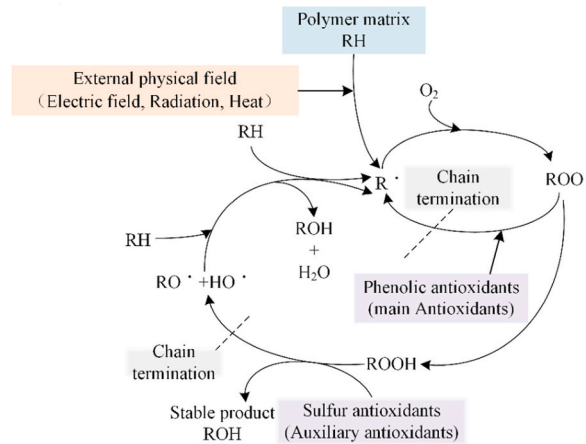 Polymer matrix
RH
External physical field
(Electric field, Radiation, Heat)
O₂
RH
R ·
Chain
termination
ROO
ROH
+
H₂O
RH
RO · +HO ·
Phenolic antioxidants
(main Antioxidants)
Chain
termination
ROOH
Stable product
ROH
Sulfur antioxidants
(Auxiliary antioxidants)